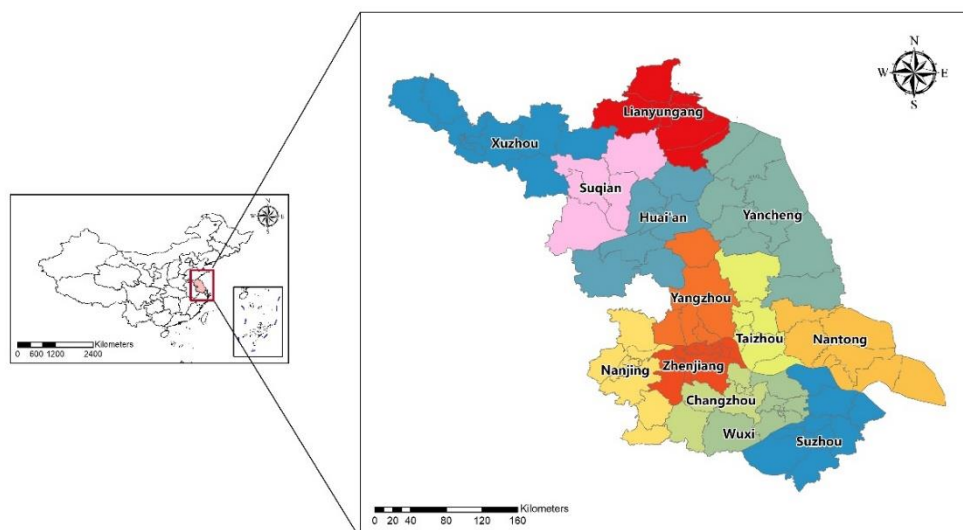 N
W E
S
Lianyungang
Xuzhou
Suqian
Huai'an
Yancheng
Yangzhou
Taizhou
Nantong
Nanjing
Zhenjiang
Changzhou
Wuxi
Suzhou
Kilometers
0 20 40 80 120 160
Kilometers
0 600 1200 2400